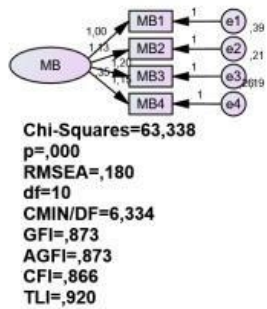 1,00
MB1
1
e1
,39
1,13
MB2
1
e2
,21
MB
1,20
MB3
1
e3
,35
MB4
1
e4
Chi-Squares=63,338
p=,000
RMSEA=,180
df=10
CMIN/DF=6,334
GFI=,873
AGFI=,873
CFI=,866
TLI=,920